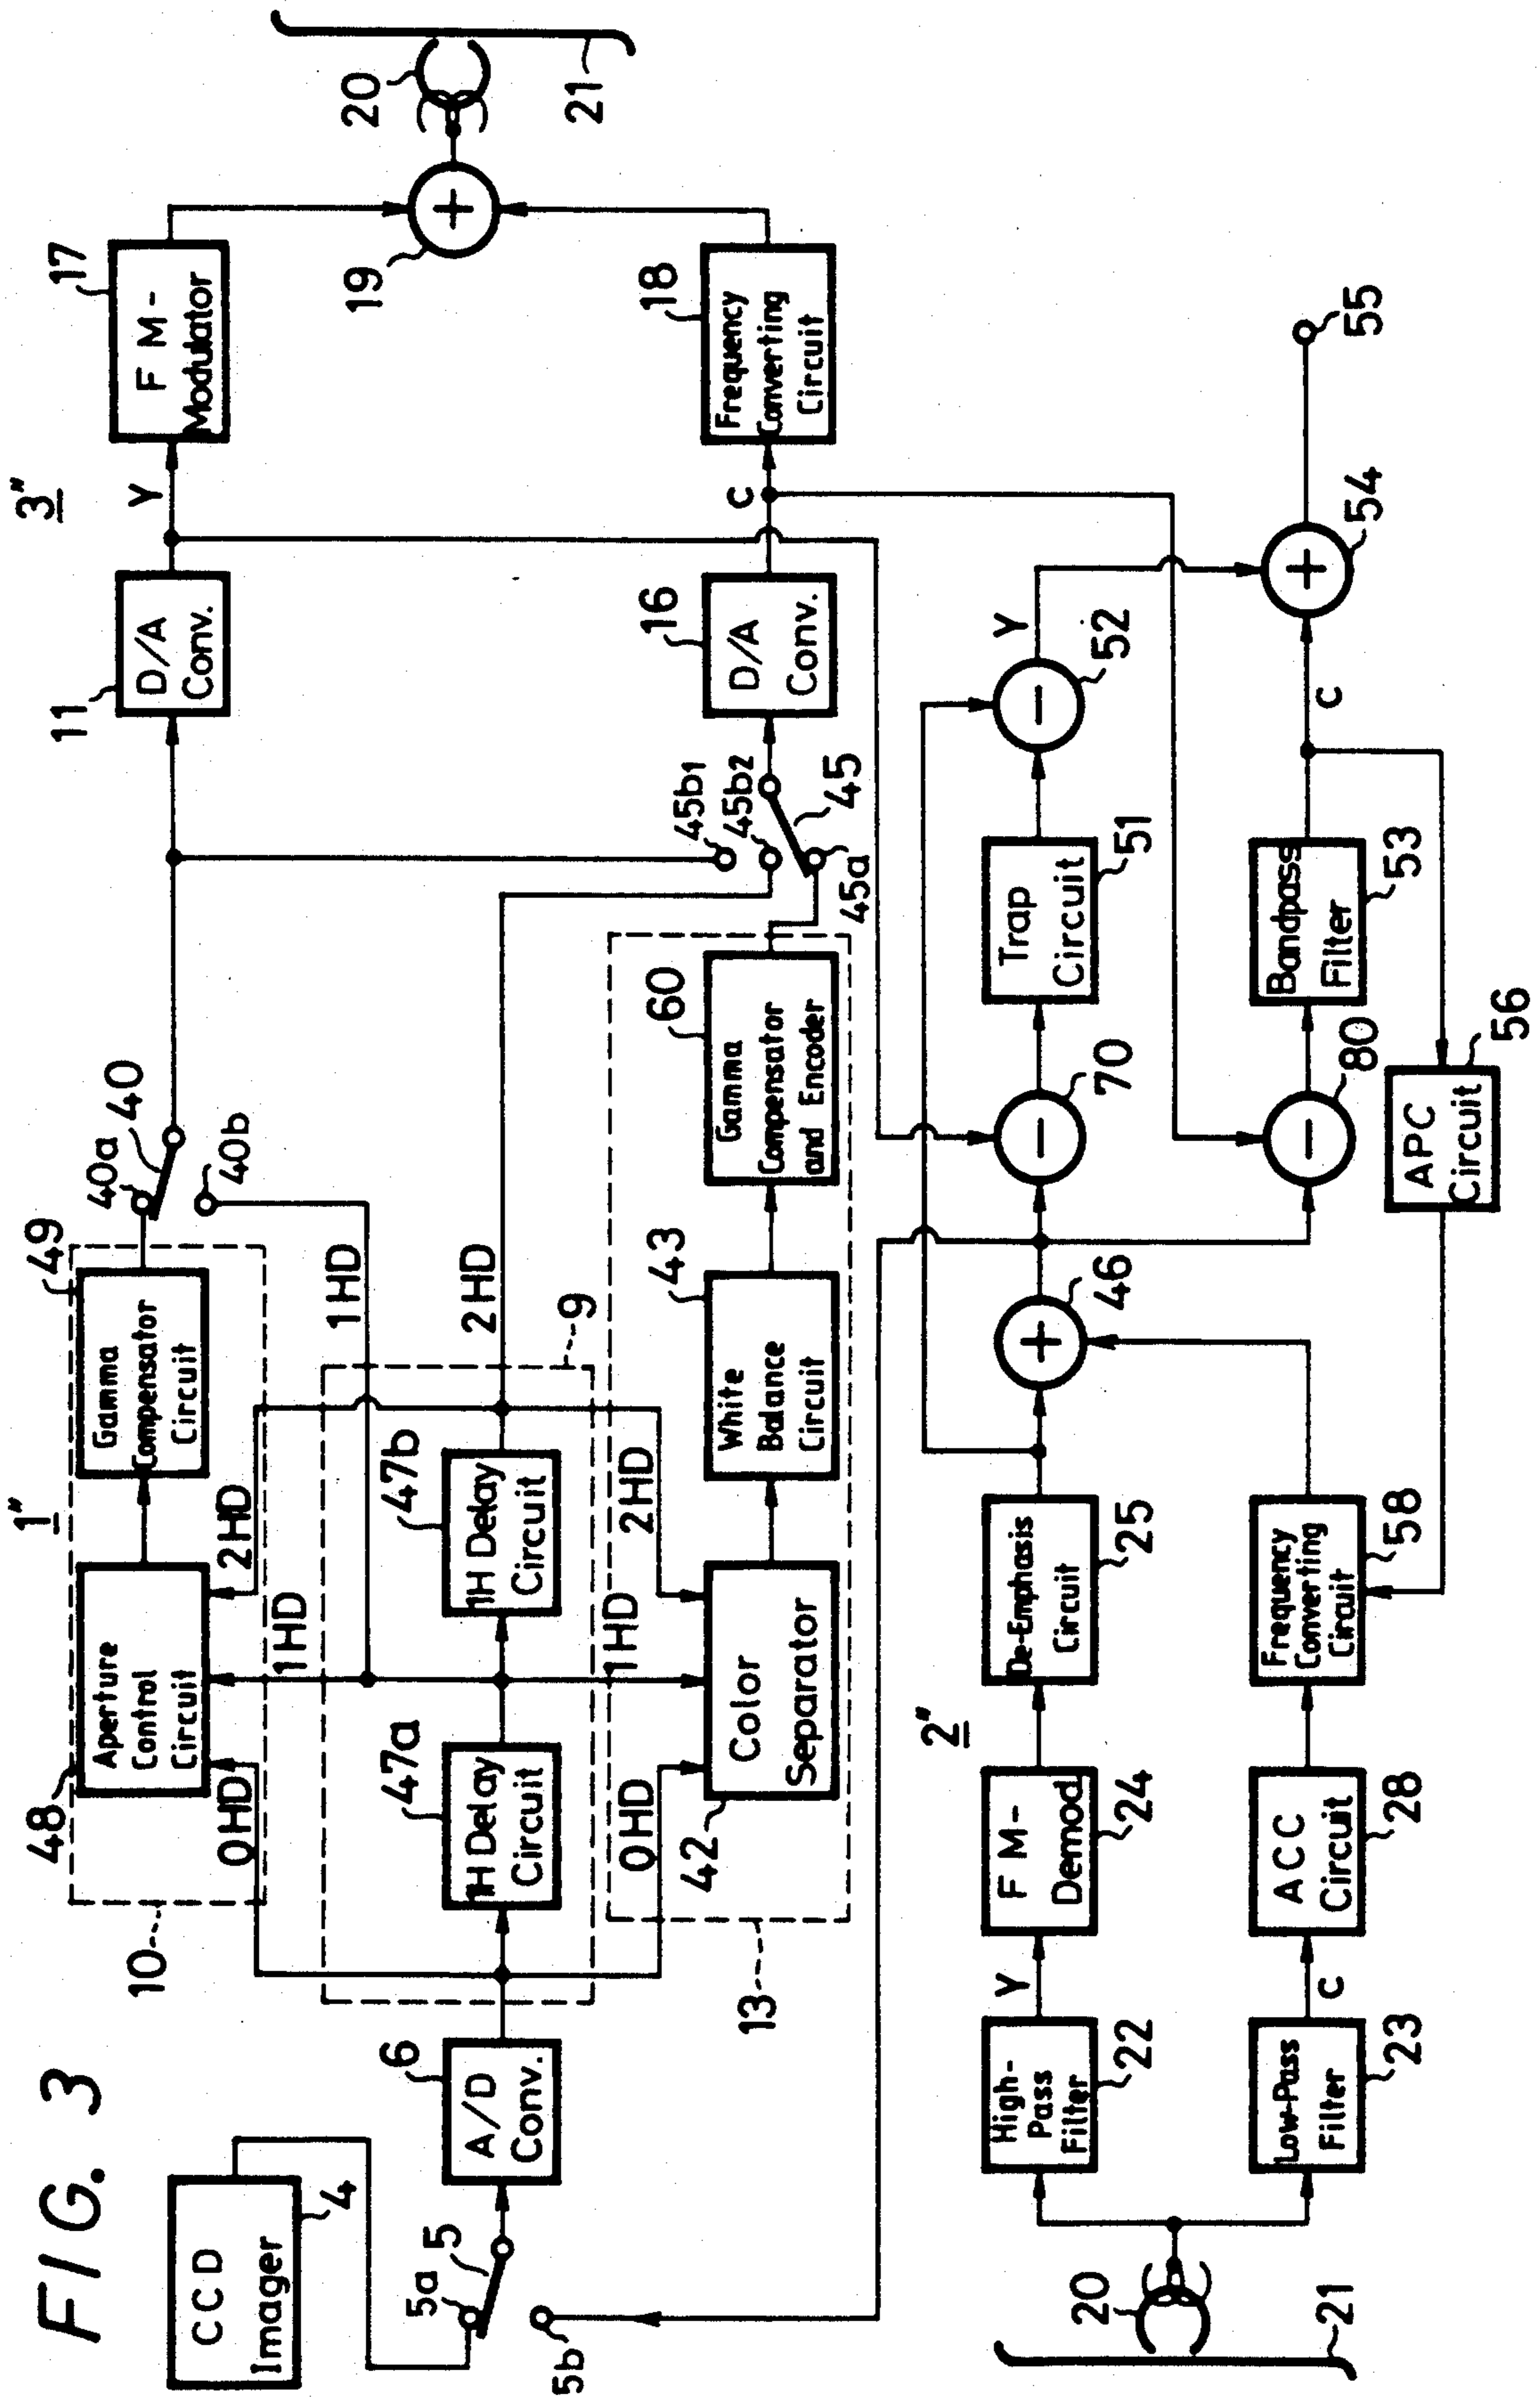 FIG. 3
1"
3"
CCD
Imager
4
5a
5
5b
A/D
Conv.
6
10
48
Aperture
Control
Circuit
49
Gamma
Compensator
Circuit
40a
40
40b
11
D/A
Conv.
Y
17
FM-
Modulator
19
+
20
21
0HD
1HD
2HD
1HD
2HD
47a
1H Delay
Circuit
47b
1H Delay
Circuit
9
0HD
1HD
2HD
13
42
Color
Separator
43
White
Balance
Circuit
60
Gamma
Compensator
and Encoder
45b1
45b2
45a
45
16
D/A
Conv.
C
18
Frequency
Converting
Circuit
2"
20
21
High-
Pass
Filter
22
Y
FM-
Demod
24
De-Emphasis
Circuit
25
+
46
−
70
Trap
Circuit
51
−
52
Y
Low-Pass
Filter
23
C
ACC
Circuit
28
Frequency
Converting
Circuit
58
−
80
Bandpass
Filter
53
C
+
54
55
APC
Circuit
56